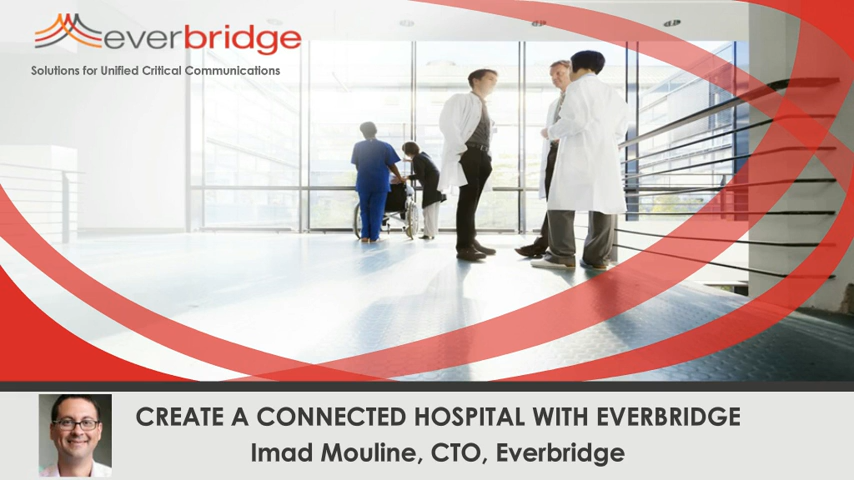 everbridge
Solutions for Unified Critical Communications
CREATE A CONNECTED HOSPITAL WITH EVERBRIDGE
Imad Mouline, CTO, Everbridge